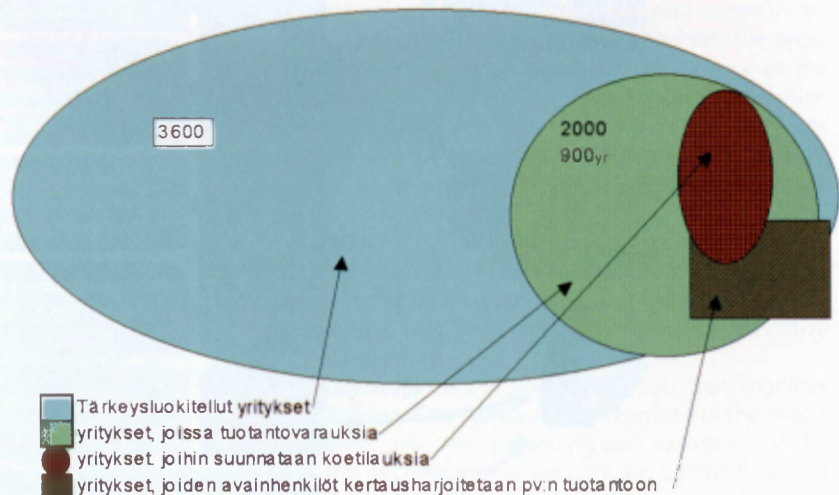 3600
2000
900yr
Tärkeysluokitellut yritykset
yritykset, joissa tuotantovarauksia
yritykset. joihin suunnataan koetilauksia
yritykset, joiden avainhenkilöt kertausharjoitetaan pv:n tuotantoon